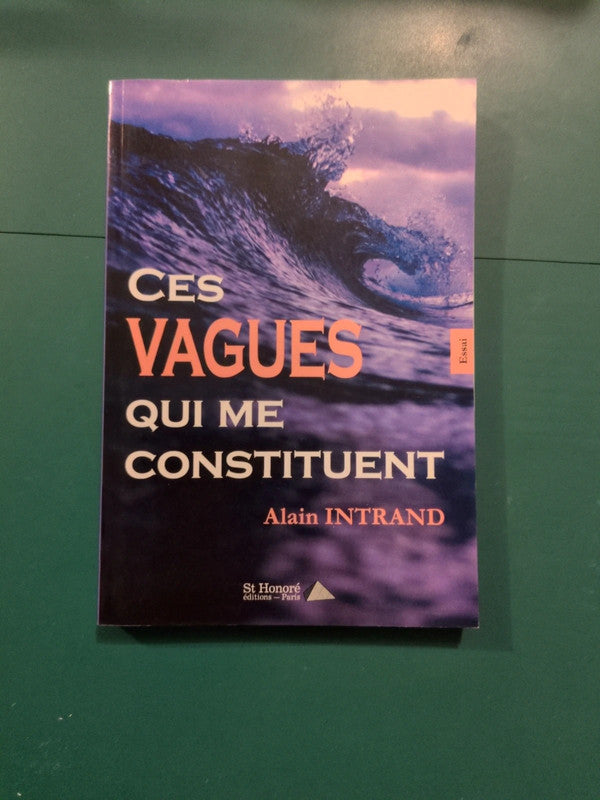 CES
VAGUES
QUI ME
CONSTITUENT
Essai
Alain INTRAND
St Honoré
éditions – Paris